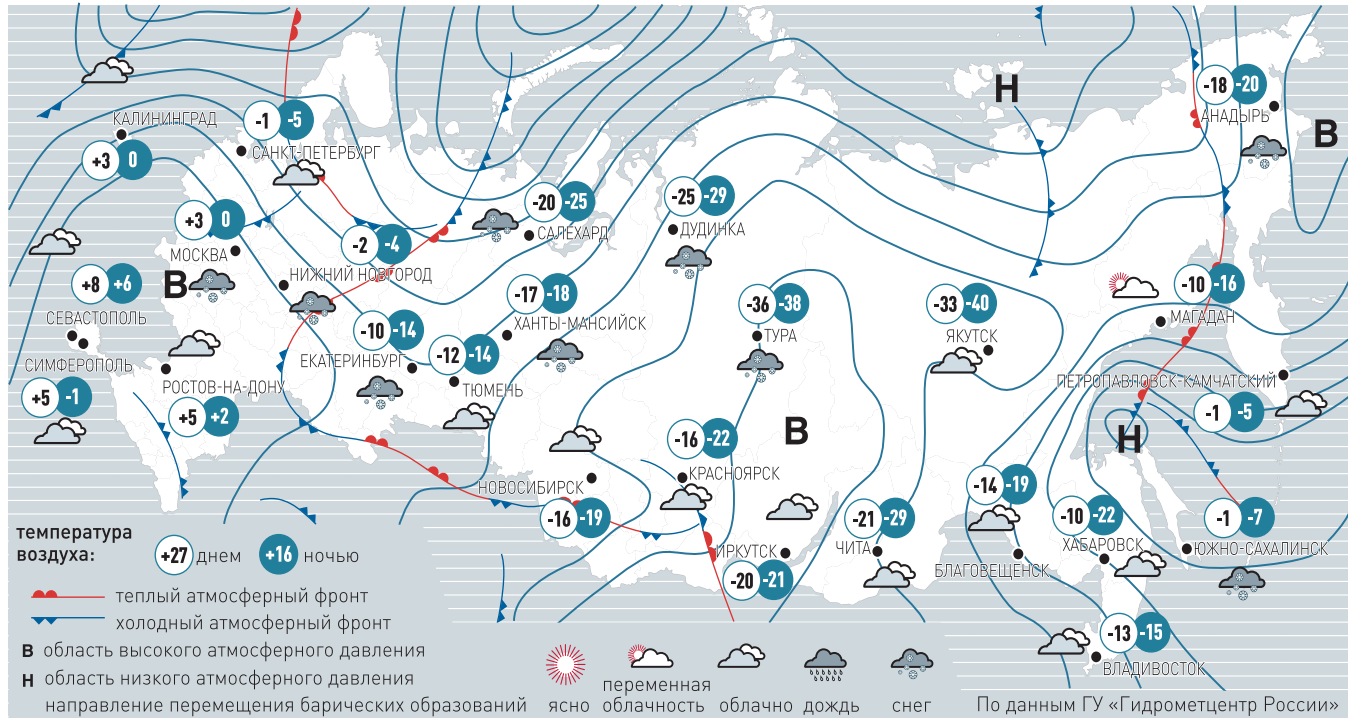 Н
-18 -20
АНАДЫРЬ
В
КАЛИНИНГРАД
+3 0
-1 -5
САНКТ-ПЕТЕРБУРГ
-20 -25
САЛЕХАРД
-25 -29
ДУДИНКА
+3 0
МОСКВА
-2 -4
НИЖНИЙ НОВГОРОД
В
+8 +6
СЕВАСТОПОЛЬ
СИМФЕРОПОЛЬ
+5 -1
РОСТОВ-НА-ДОНУ
+5 +2
-10 -14
ЕКАТЕРИНБУРГ
-12 -14
ТЮМЕНЬ
-17 -18
ХАНТЫ-МАНСИЙСК
-36 -38
ТУРА
-33 -40
ЯКУТСК
-10 -16
МАГАДАН
ПЕТРОПАВЛОВСК-КАМЧАТСКИЙ
-1 -5
В
Н
-16 -22
КРАСНОЯРСК
НОВОСИБИРСК
-16 -19
ИРКУТСК
-20 -21
-21 -29
ЧИТА
-14 -19
БЛАГОВЕЩЕНСК
-10 -22
ХАБАРОВСК
-1 -7
ЮЖНО-САХАЛИНСК
-13 -15
ВЛАДИВОСТОК
температура
воздуха:
+27 днем +16 ночью
теплый атмосферный фронт
холодный атмосферный фронт
В область высокого атмосферного давления
Н область низкого атмосферного давления
направление перемещения барических образований
ясно
переменная
облачность
облачно
дождь
снег
По данным ГУ «Гидрометцентр России»